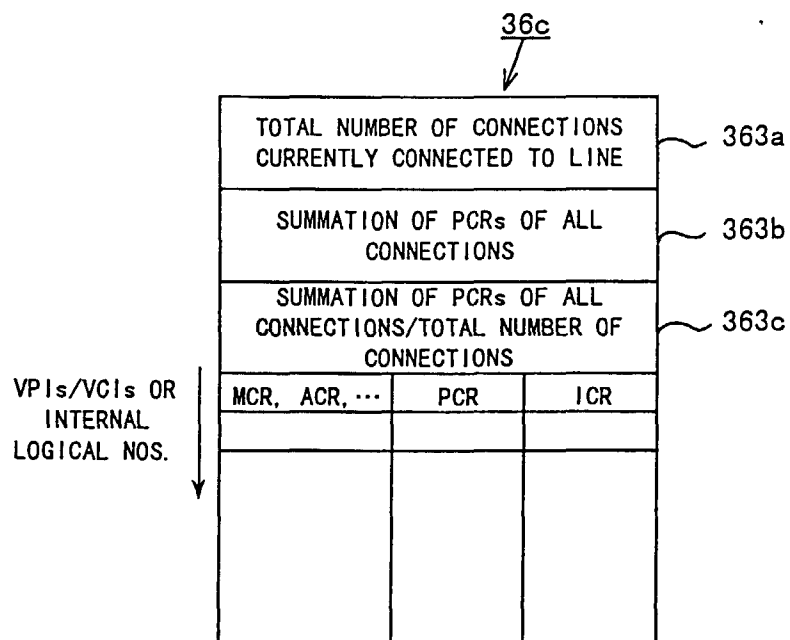 36c
TOTAL NUMBER OF CONNECTIONS
CURRENTLY CONNECTED TO LINE
363a
SUMMATION OF PCRs OF ALL
CONNECTIONS
363b
SUMMATION OF PCRs OF ALL
CONNECTIONS/TOTAL NUMBER OF
CONNECTIONS
363c
VPIs/VCIs OR
INTERNAL
LOGICAL NOS.
MCR, ACR, ··· PCR ICR